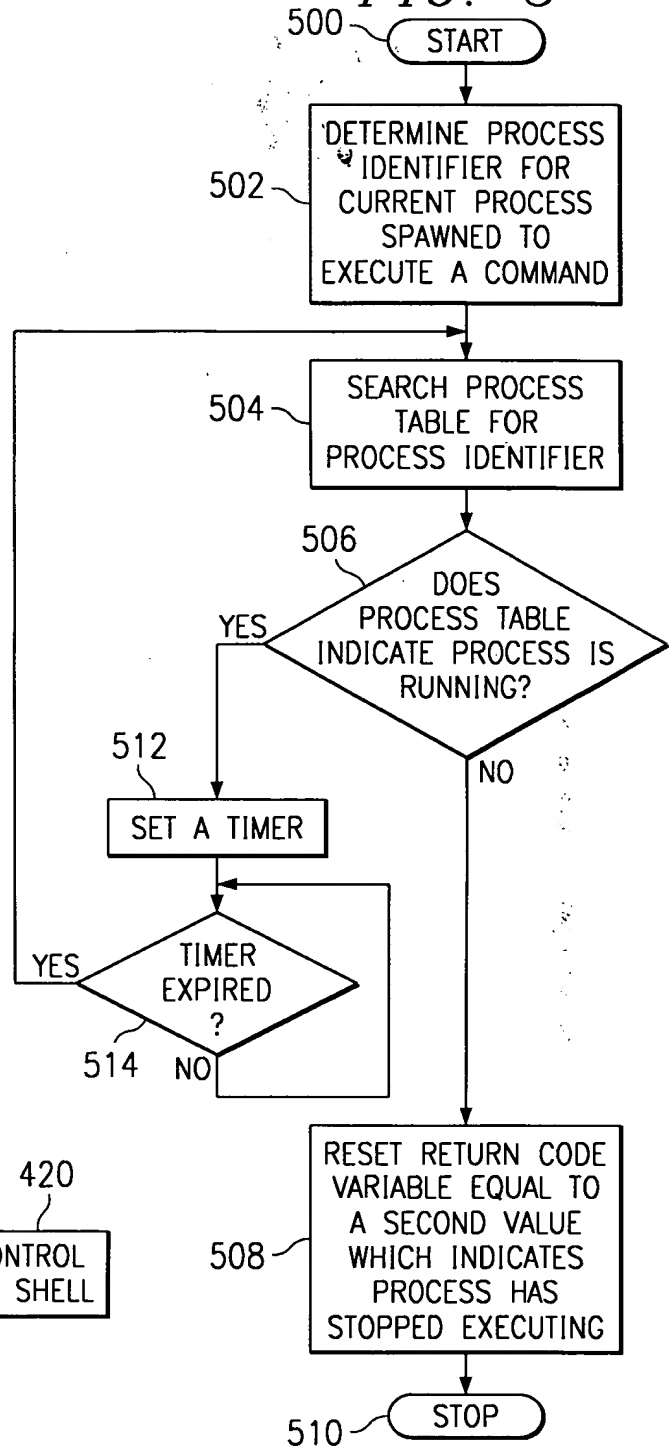 500
START
DETERMINE PROCESS
IDENTIFIER FOR
CURRENT PROCESS
SPAWNED TO
EXECUTE A COMMAND
502
SEARCH PROCESS
TABLE FOR
PROCESS IDENTIFIER
504
506
DOES
PROCESS TABLE
INDICATE PROCESS IS
RUNNING?
YES
NO
512
SET A TIMER
TIMER
EXPIRED
?
YES
514
NO
420
SHELL
RESET RETURN CODE
VARIABLE EQUAL TO
A SECOND VALUE
WHICH INDICATES
PROCESS HAS
STOPPED EXECUTING
508
STOP
510